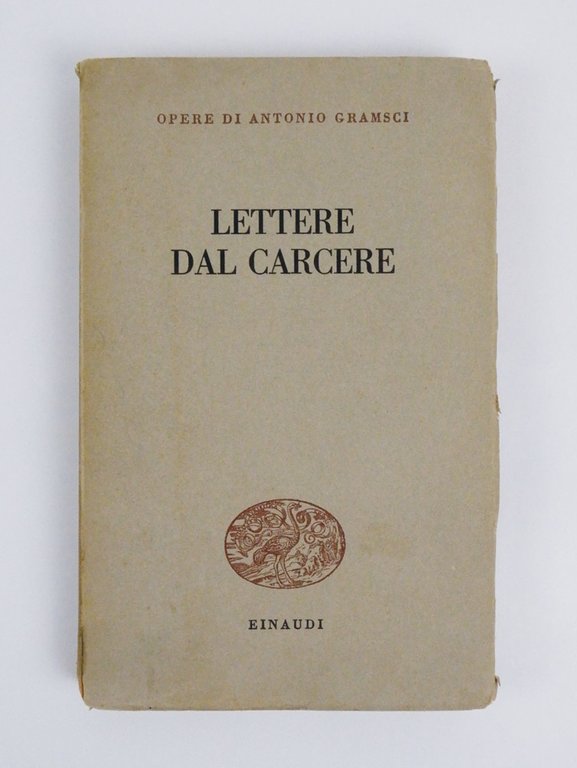 OPERE DI ANTONIO GRAMSCI
LETTERE
DAL CARCERE
EINAUDI